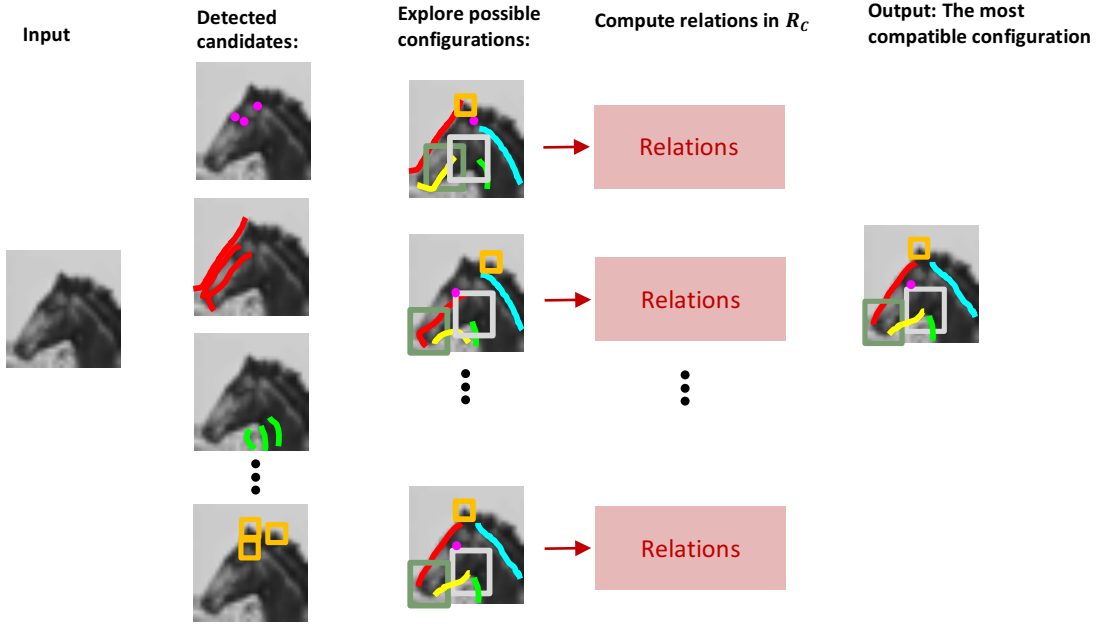 Input
Detected
candidates:
Explore possible
configurations:
Compute relations in R_C
Output: The most
compatible configuration
Relations
Relations
Relations